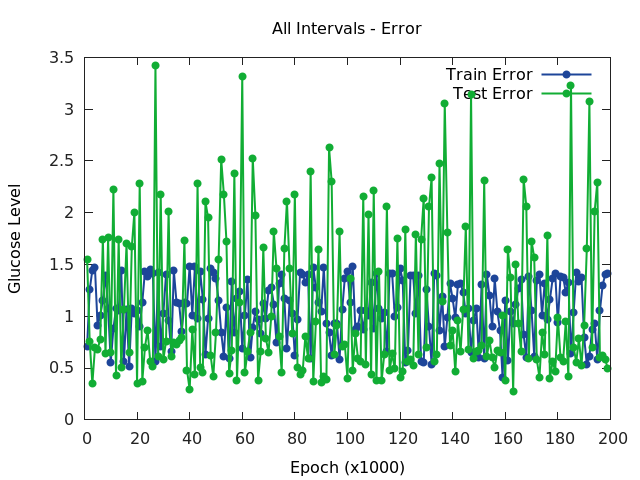 All Intervals - Error
3.5
3
2.5
2
1.5
1
0.5
0
Glucose Level
Train Error
Test Error
0 20 40 60 80 100 120 140 160 180 200
Epoch (x1000)